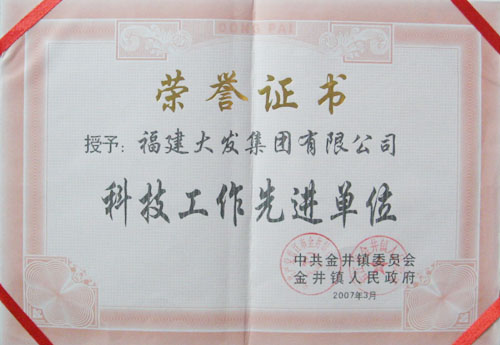 荣誉证书
授予：福建大发集团有限公司
科技工作先进单位
中共金井镇委员会
金井镇人民政府
2007年3月